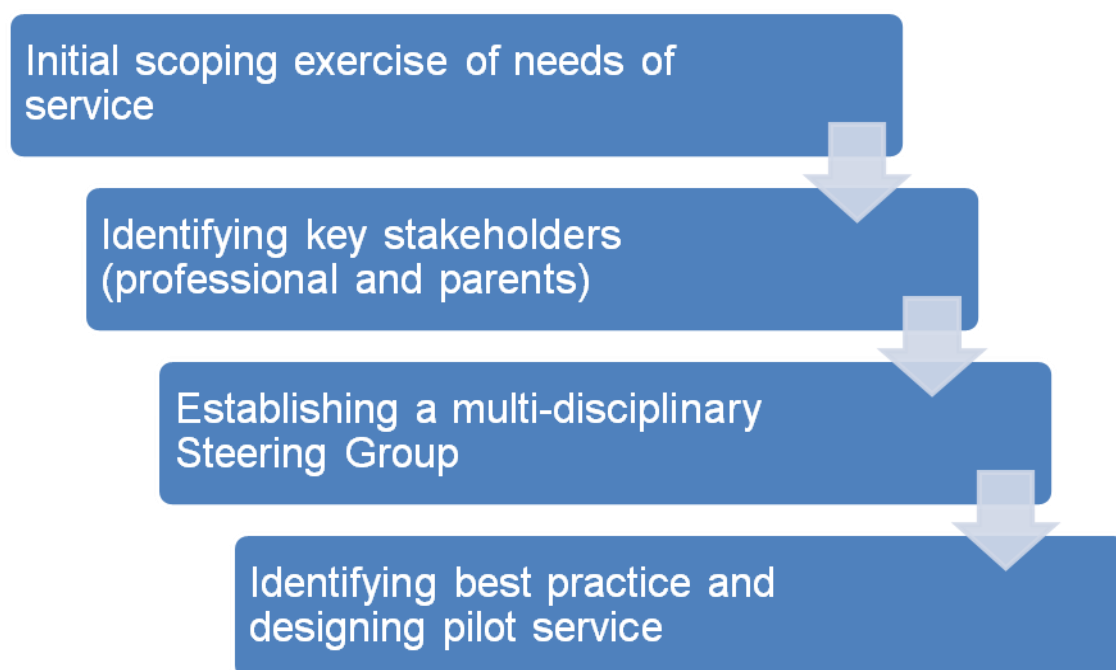 Initial scoping exercise of needs of
service
Identifying key stakeholders
(professional and parents)
Establishing a multi-disciplinary
Steering Group
Identifying best practice and
designing pilot service